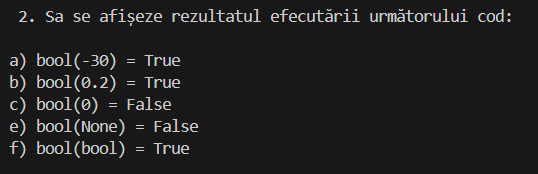 2. Sa se afișeze rezultatul efecutării următorului cod:
a) bool(-30) = True
b) bool(0.2) = True
c) bool(0) = False
e) bool(None) = False
f) bool(bool) = True